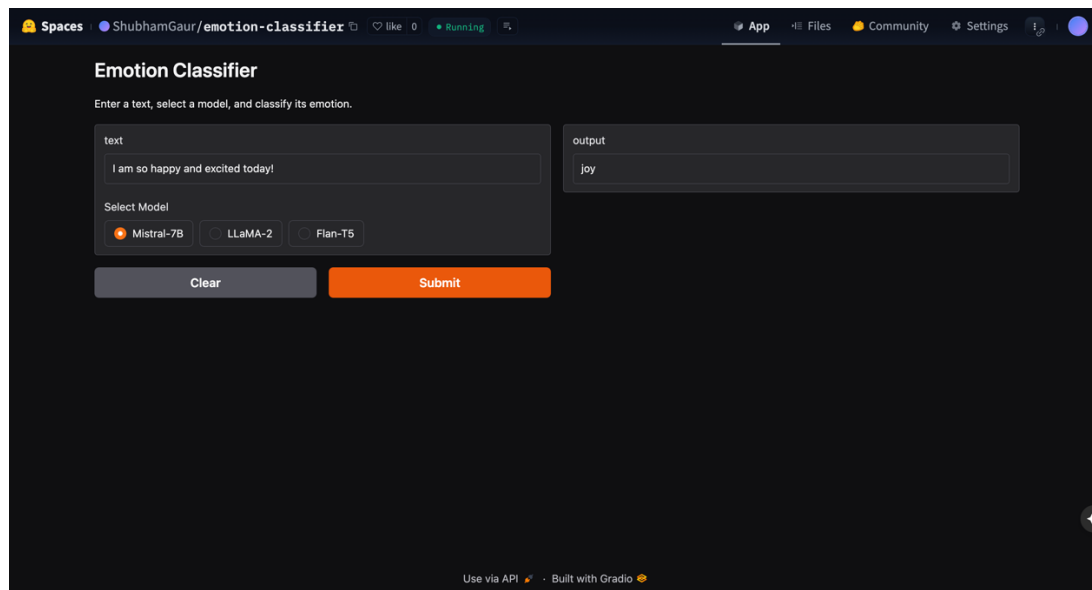 Spaces ShubhamGaur/emotion-classifier like 0 Running App Files Community Settings
Emotion Classifier
Enter a text, select a model, and classify its emotion.
text
I am so happy and excited today!
Select Model
Mistral-7B LLaMA-2 Flan-T5
Clear Submit
output
joy
Use via API · Built with Gradio